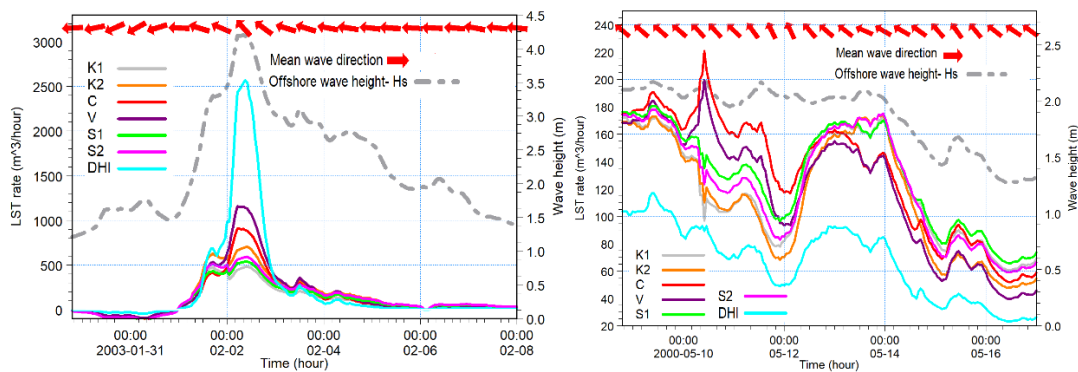 LST rate (m^3/hour)
3000
2500
2000
1500
1000
500
0
Mean wave direction
Offshore wave height- Hs
K1
K2
C
V
S1
S2
DHI
4.5
4.0
3.5
3.0
2.5
2.0
1.5
1.0
0.5
0.0
Wave height (m)
00:00 00:00 00:00 00:00 00:00
2003-01-31 02-02 02-04 02-06 02-08
Time (hour)
LST rate (m^3/hour)
240
220
200
180
160
140
120
100
80
60
40
20
Mean wave direction
Offshore wave height- Hs
K1
K2
C
V
S1
S2
DHI
2.5
2.0
1.5
1.0
0.5
0.0
Wave height (m)
00:00 00:00 00:00 00:00
2000-05-10 05-12 05-14 05-16
Time (hour)